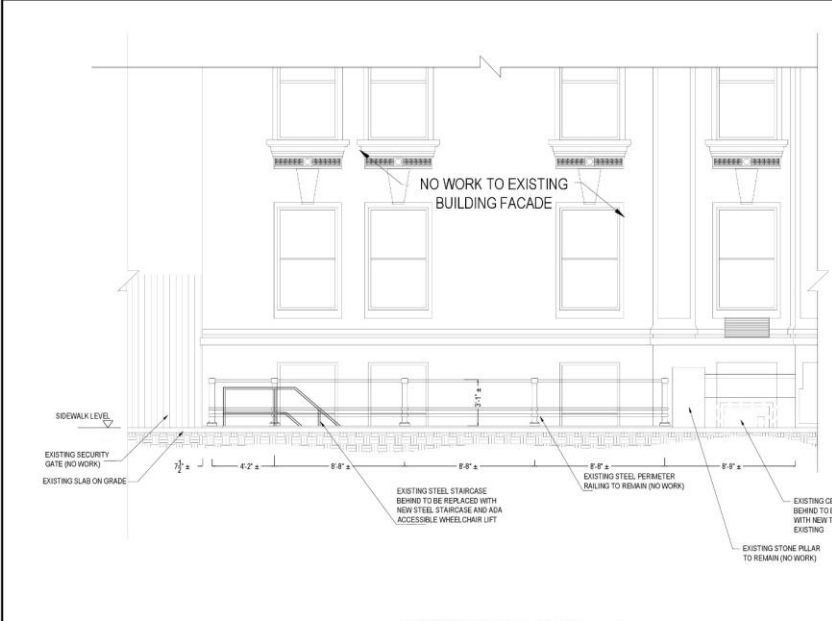 NO WORK TO EXISTING
BUILDING FACADE
3'-1" ±
SIDEWALK LEVEL
EXISTING SECURITY
GATE (NO WORK)
EXISTING SLAB ON GRADE
7½" ±
4'-2" ±
8'-8" ±
8'-8" ±
8'-8" ±
8'-9" ±
EXISTING STEEL STAIRCASE
BEHIND TO BE REPLACED WITH
NEW STEEL STAIRCASE AND ADA
ACCESSIBLE WHEELCHAIR LIFT
EXISTING STEEL PERIMETER
RAILING TO REMAIN (NO WORK)
EXISTING CE
BEHIND TO B
WITH NEW T
EXISTING
EXISTING STONE PILLAR
TO REMAIN (NO WORK)